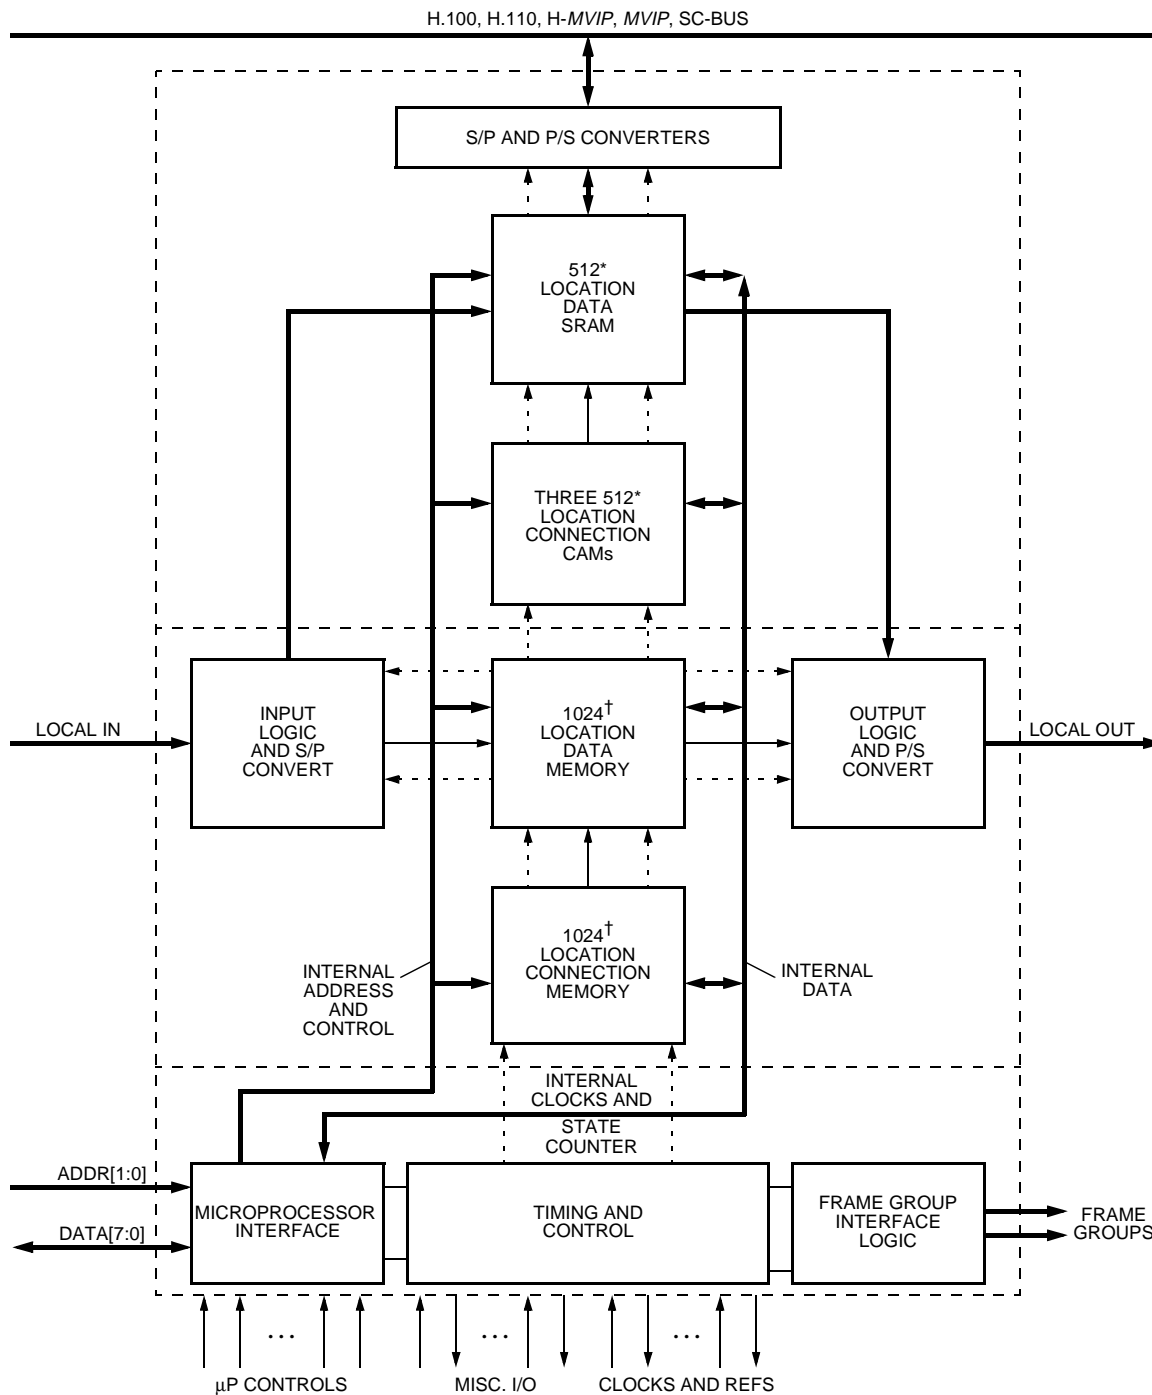 H.100, H.110, H-MVIP, MVIP, SC-BUS
S/P AND P/S CONVERTERS
512*
LOCATION
DATA
SRAM
THREE 512*
LOCATION
CONNECTION
CAMs
LOCAL IN
INPUT
LOGIC
AND S/P
CONVERT
1024†
LOCATION
DATA
MEMORY
OUTPUT
LOGIC
AND P/S
CONVERT
LOCAL OUT
1024†
LOCATION
CONNECTION
MEMORY
INTERNAL
ADDRESS
AND
CONTROL
INTERNAL
DATA
INTERNAL
CLOCKS AND
STATE
COUNTER
ADDR[1:0]
DATA[7:0]
MICROPROCESSOR
INTERFACE
TIMING AND
CONTROL
FRAME GROUP
INTERFACE
LOGIC
FRAME
GROUPS
... ... ...
µP CONTROLS
MISC. I/O
CLOCKS AND REFS